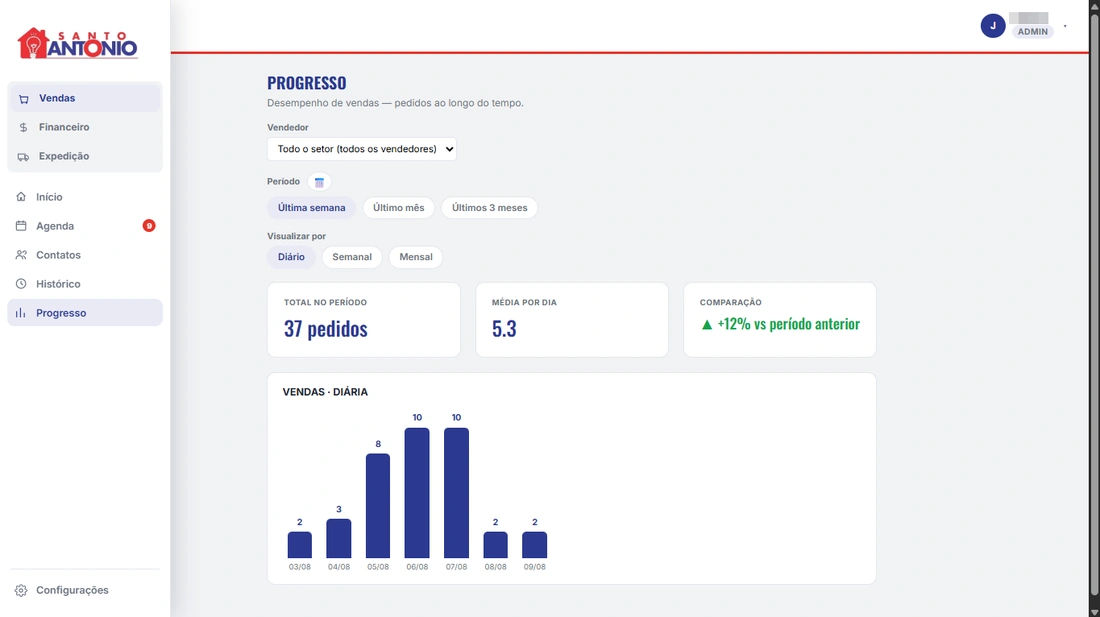 SANTO
ANTONIO
Vendas
Financeiro
Expedição
Início
Agenda
9
Contatos
Histórico
Progresso
Configurações
J
ADMIN
PROGRESSO
Desempenho de vendas — pedidos ao longo do tempo.
Vendedor
Todo o setor (todos os vendedores)
Período
Última semana
Último mês
Últimos 3 meses
Visualizar por
Diário
Semanal
Mensal
TOTAL NO PERÍODO
37 pedidos
MÉDIA POR DIA
5.3
COMPARAÇÃO
▲ +12% vs período anterior
VENDAS · DIÁRIA
2 3 8 10 10 2 2
03/08 04/08 05/08 06/08 07/08 08/08 09/08